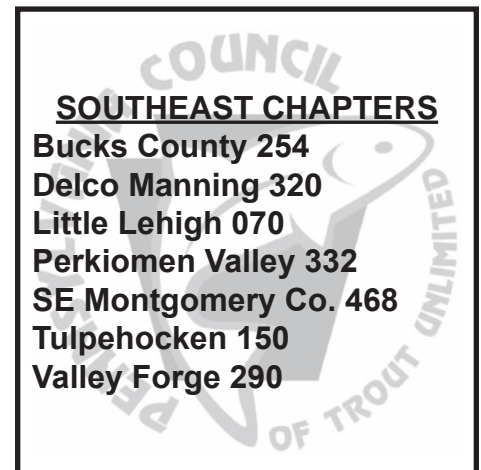 PENNSYLVANIA COUNCIL
OF TROUT UNLIMITED
SOUTHEAST CHAPTERS
Bucks County 254
Delco Manning 320
Little Lehigh 070
Perkiomen Valley 332
SE Montgomery Co. 468
Tulpehocken 150
Valley Forge 290